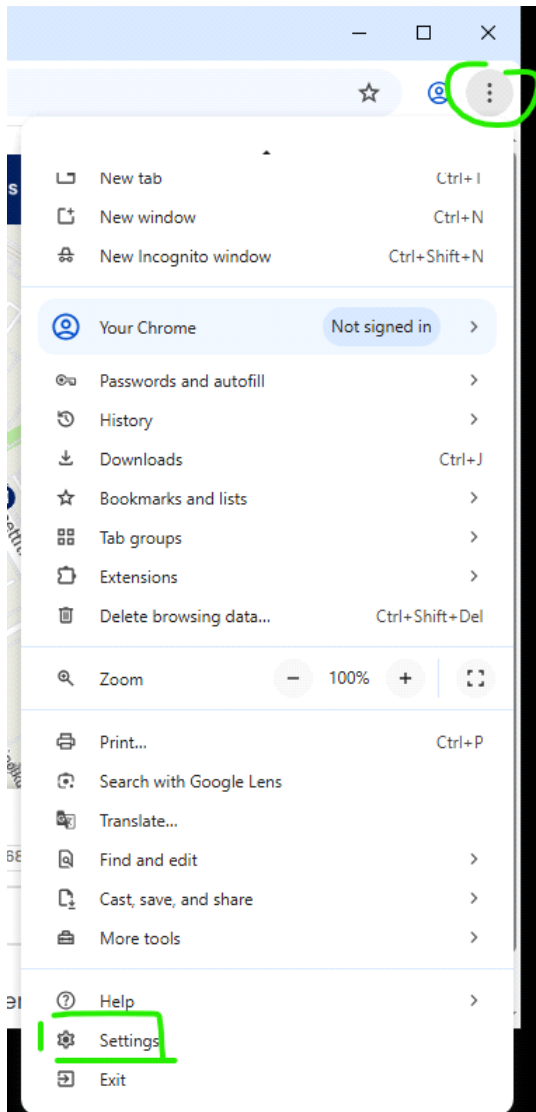 New tab Ctrl+T
New window Ctrl+N
New Incognito window Ctrl+Shift+N
Your Chrome Not signed in
Passwords and autofill
History
Downloads Ctrl+J
Bookmarks and lists
Tab groups
Extensions
Delete browsing data... Ctrl+Shift+Del
Zoom 100%
Print... Ctrl+P
Search with Google Lens
Translate...
Find and edit
Cast, save, and share
More tools
Help
Settings
Exit